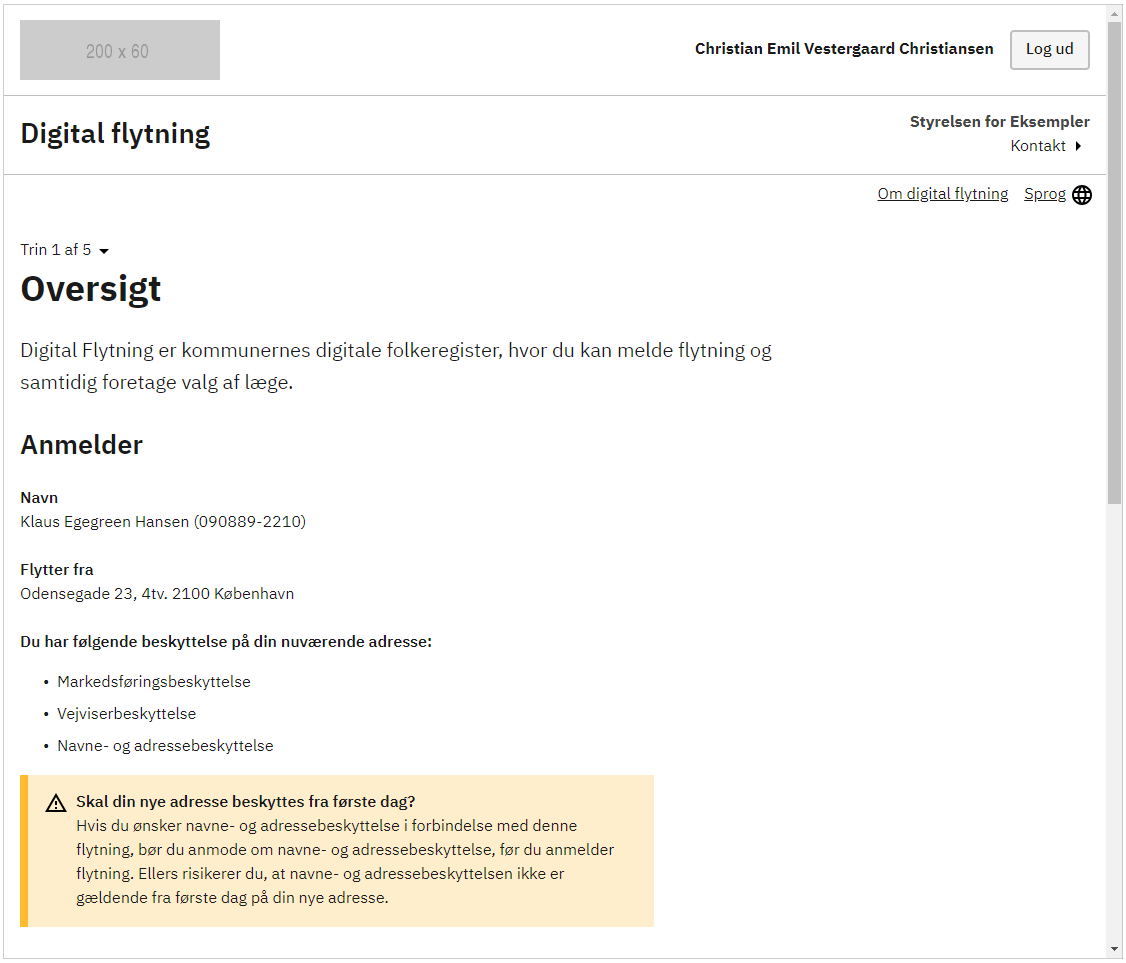 200 x 60
Christian Emil Vestergaard Christiansen
Log ud
Digital flytning
Styrelsen for Eksempler
Kontakt
Om digital flytning
Sprog
Trin 1 af 5
Oversigt
Digital Flytning er kommunernes digitale folkeregister, hvor du kan melde flytning og
samtidig foretage valg af læge.
Anmelder
Navn
Klaus Egegreen Hansen (090889-2210)
Flytter fra
Odensegade 23, 4tv. 2100 København
Du har følgende beskyttelse på din nuværende adresse:
• Markedsføringsbeskyttelse
• Vejviserbeskyttelse
• Navne- og adressebeskyttelse
Skal din nye adresse beskyttes fra første dag?
Hvis du ønsker navne- og adressebeskyttelse i forbindelse med denne
flytning, bør du anmode om navne- og adressebeskyttelse, før du anmelder
flytning. Ellers risikerer du, at navne- og adressebeskyttelsen ikke er
gældende fra første dag på din nye adresse.